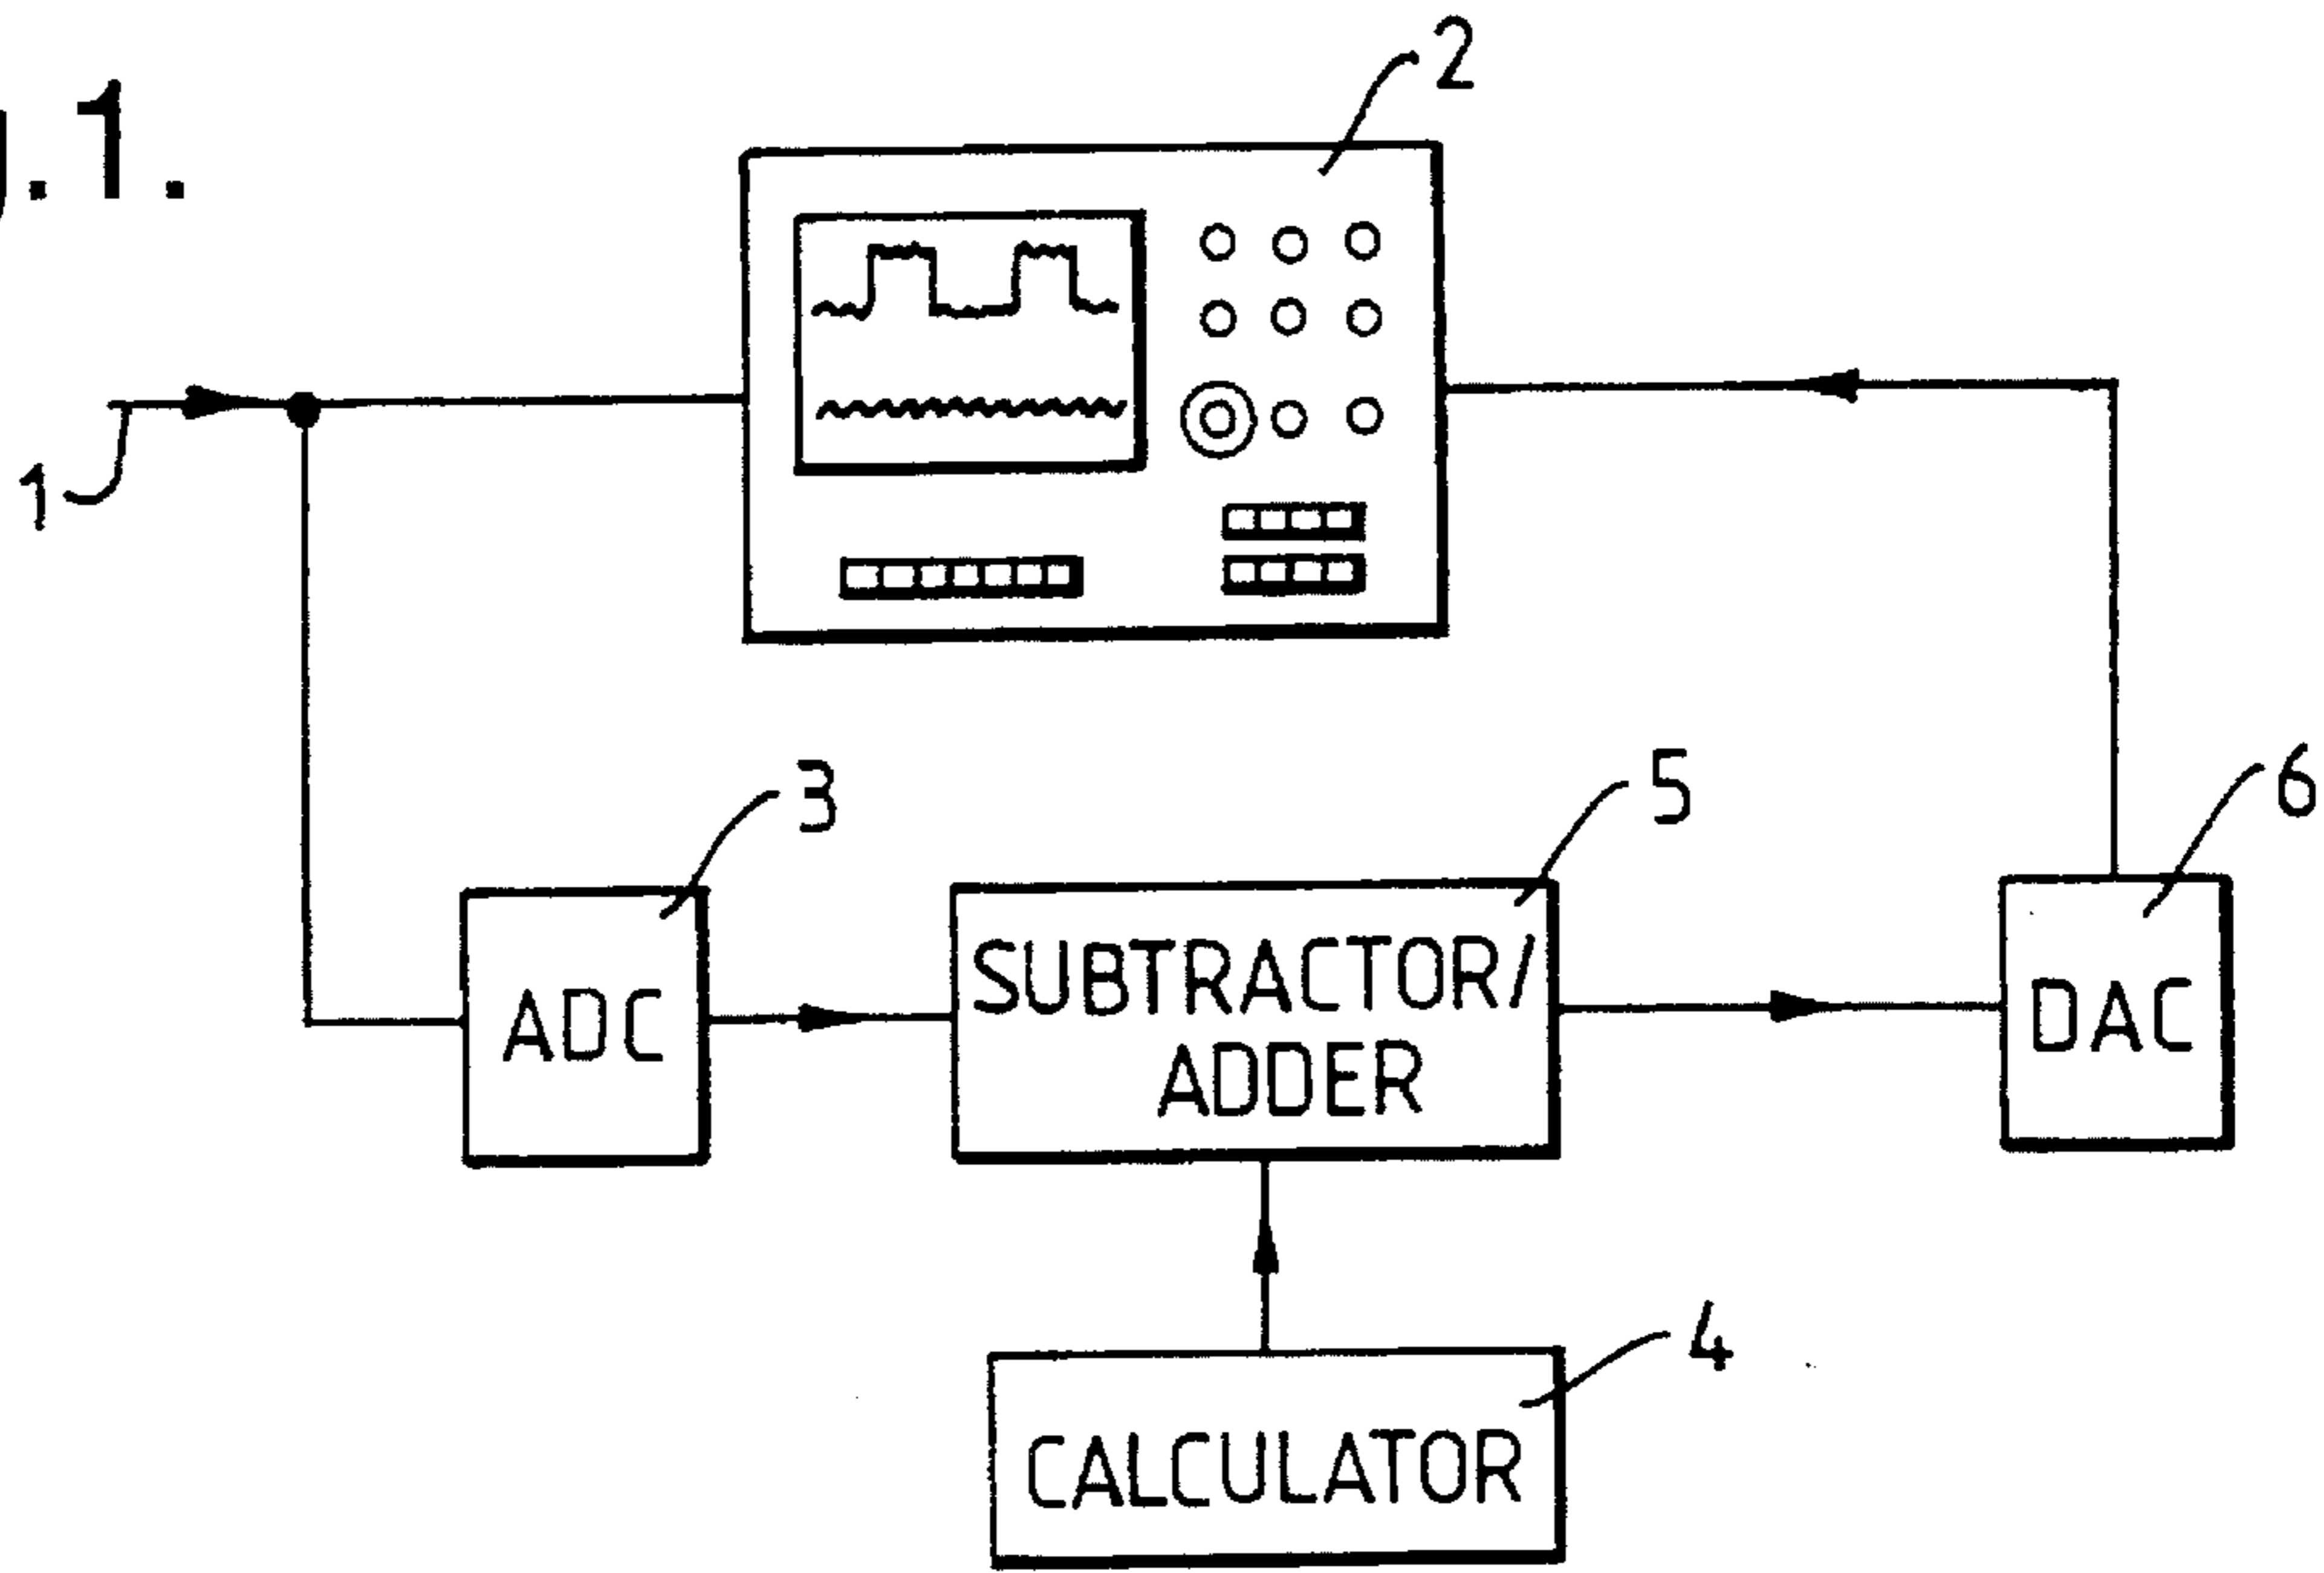 .1.
2
1
3
5
6
ADC
SUBTRACTOR/
ADDER
DAC
4
CALCULATOR